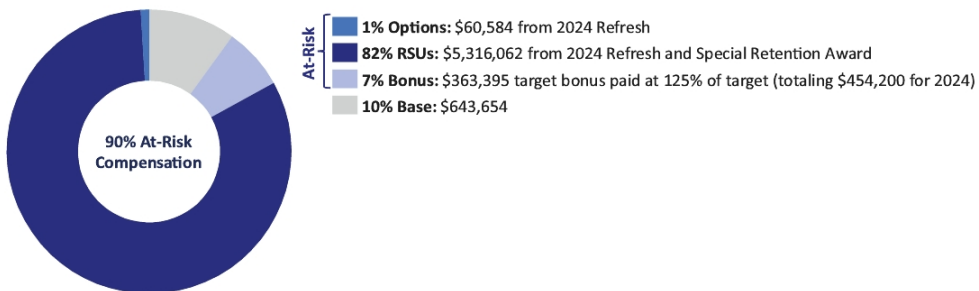 90% At-Risk
Compensation
At-Risk
1% Options: $60,584 from 2024 Refresh
82% RSUs: $5,316,062 from 2024 Refresh and Special Retention Award
7% Bonus: $363,395 target bonus paid at 125% of target (totaling $454,200 for 2024)
10% Base: $643,654